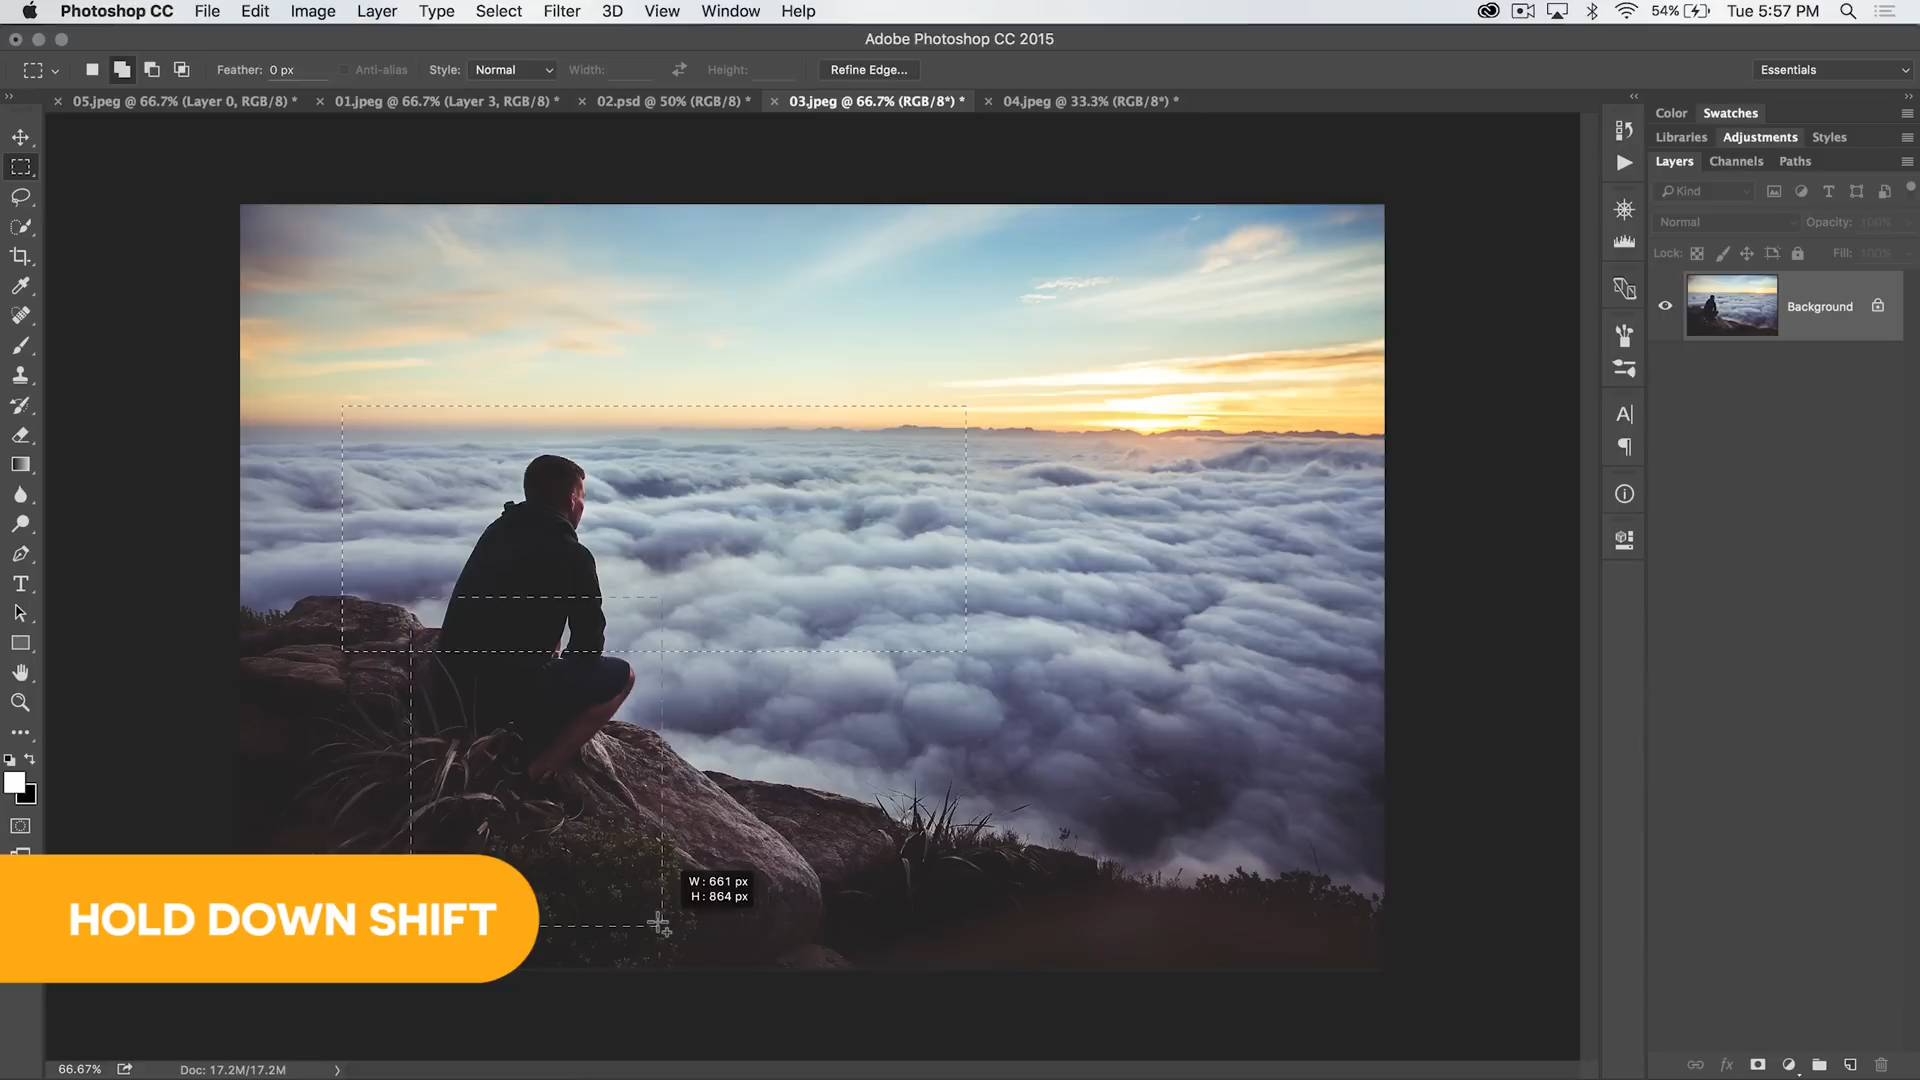 Photoshop CC File Edit Image Layer Type Select Filter 3D View Window Help 54% Tue 5:57 PM
Adobe Photoshop CC 2015
Feather: 0 px Anti-alias Style: Normal Width: Height: Refine Edge... Essentials
05.jpeg @ 66.7% (Layer 0, RGB/8) * 01.jpeg @ 66.7% (Layer 3, RGB/8) * 02.psd @ 50% (RGB/8) * 03.jpeg @ 66.7% (RGB/8*) * 04.jpeg @ 33.3% (RGB/8*) *
Color Swatches
Libraries Adjustments Styles
Layers Channels Paths
Kind
Normal Opacity: 100%
Lock: Fill: 100%
Background
W : 661 px
H : 864 px
HOLD DOWN SHIFT
66.67% Doc: 17.2M/17.2M